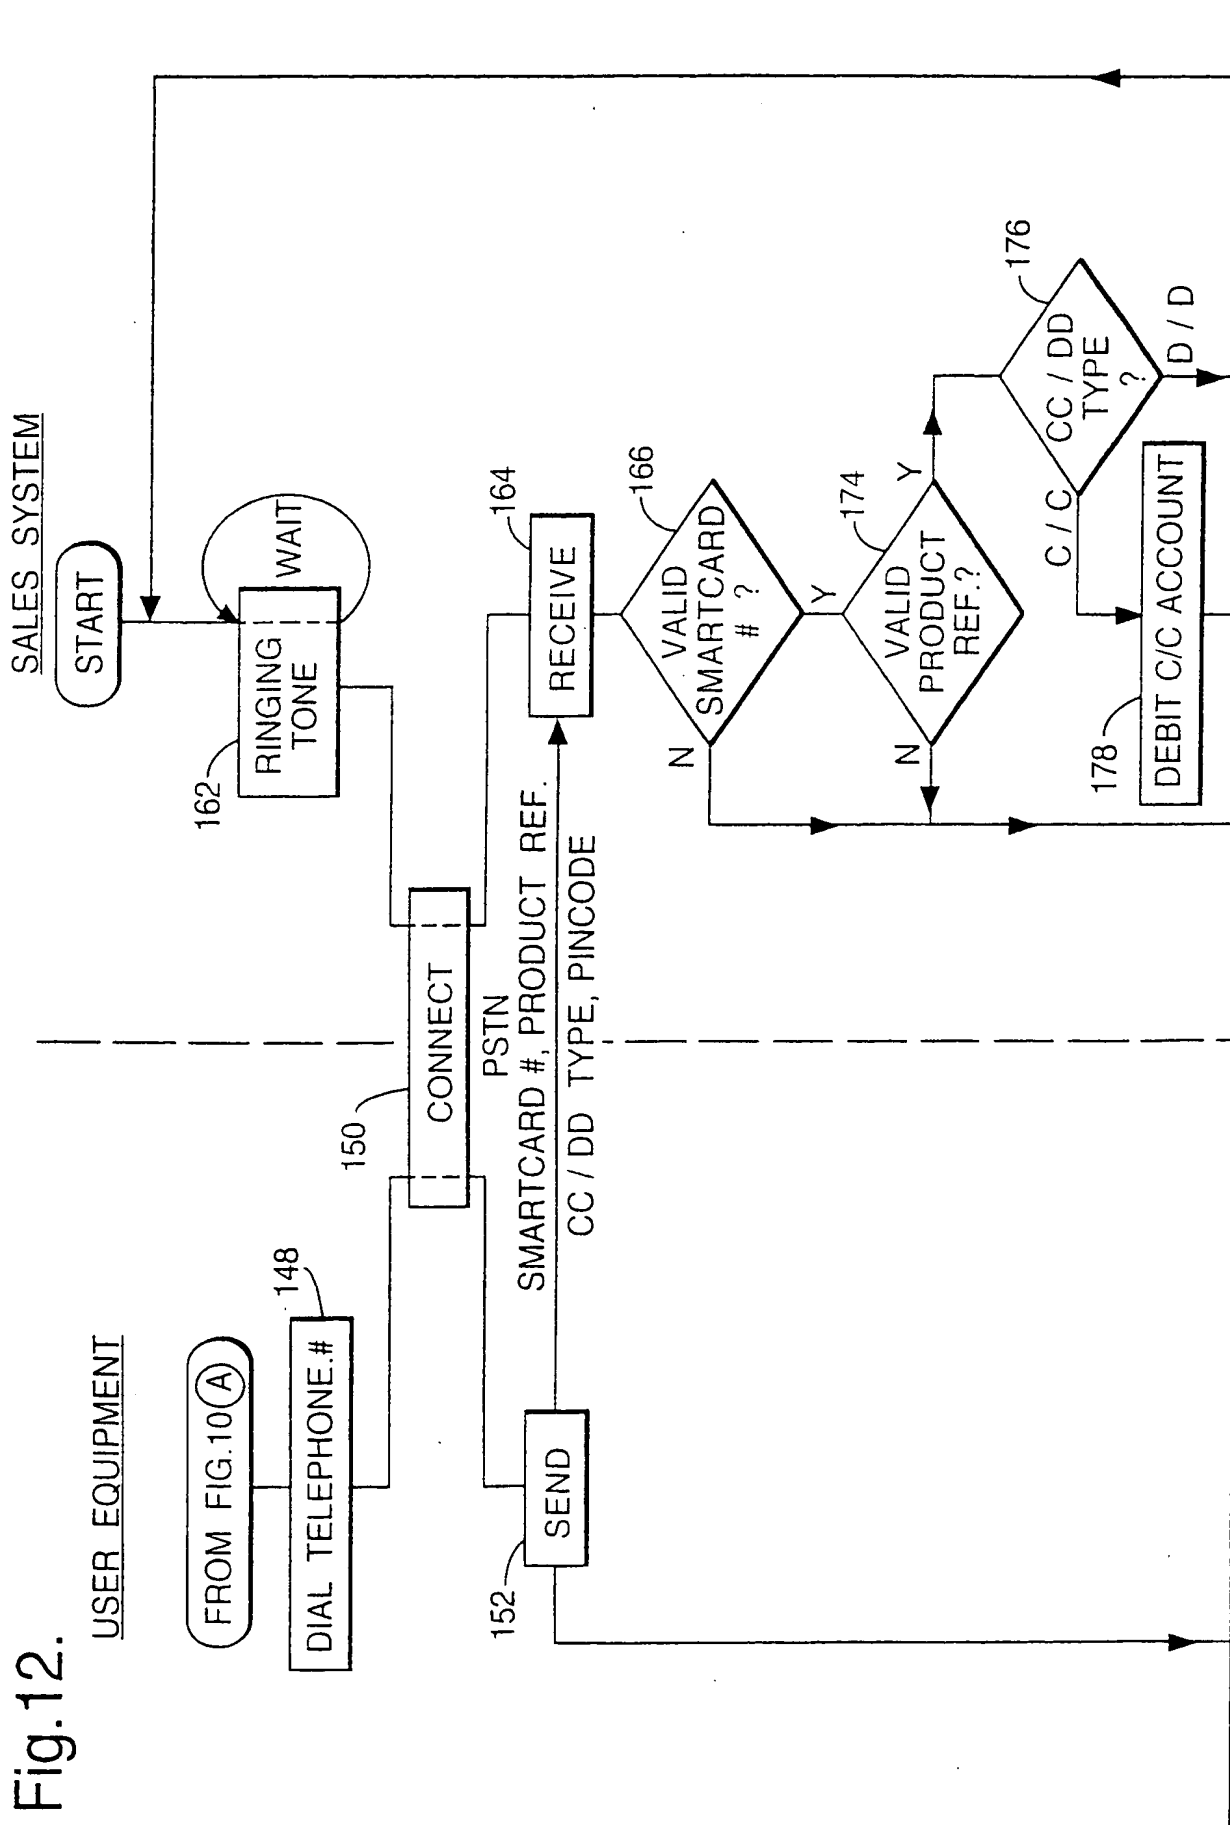 Fig.12.
USER EQUIPMENT
SALES SYSTEM
FROM FIG.10 A
START
DIAL TELEPHONE.#
148
162
RINGING
TONE
WAIT
150
CONNECT
PSTN
152
SEND
SMARTCARD #, PRODUCT REF.
CC / DD TYPE, PINCODE
RECEIVE
164
VALID
SMARTCARD
# ?
166
N
Y
VALID
PRODUCT
REF.?
174
N
Y
CC / DD
TYPE
?
176
C / C
D / D
178
DEBIT C/C ACCOUNT